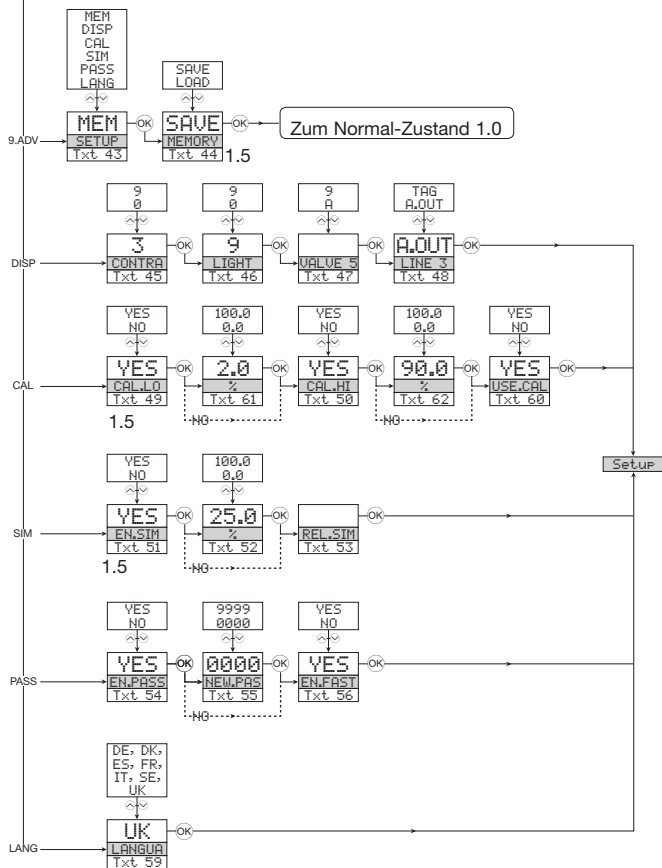 MEM
DISP
CAL
SIM
PASS
LANG
SAVE
LOAD
9.ADV
MEM
SETUP
Txt 43
OK
SAVE
MEMORY
Txt 44
1.5
OK
Zum Normal-Zustand 1.0
9
0
9
0
9
A
TAG
A.OUT
DISP
3
CONTRA
Txt 45
OK
9
LIGHT
Txt 46
OK
VALVE 5
Txt 47
OK
A.OUT
LINE 3
Txt 48
OK
YES
NO
100.0
0.0
YES
NO
100.0
0.0
YES
NO
CAL
YES
CAL.LO
Txt 49
OK
2.0
%
Txt 61
OK
YES
CAL.HI
Txt 50
OK
90.0
%
Txt 62
OK
YES
USE.CAL
Txt 60
OK
NO
NO
1.5
Setup
YES
NO
100.0
0.0
SIM
YES
EN.SIM
Txt 51
OK
25.0
%
Txt 52
OK
REL.SIM
Txt 53
OK
NO
1.5
YES
NO
9999
0000
YES
NO
PASS
YES
EN.PASS
Txt 54
OK
0000
NEW.PAS
Txt 55
OK
YES
EN.FAST
Txt 56
OK
NO
DE, DK,
ES, FR,
IT, SE,
UK
LANG
UK
LANGUA
Txt 59
OK